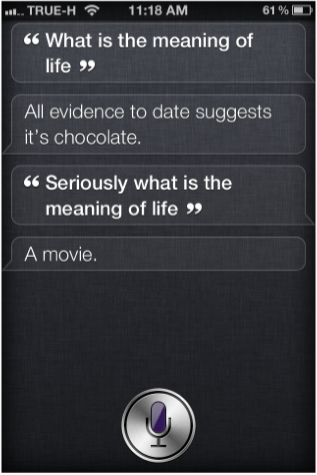 TRUE-H 11:18 AM 61%
“ What is the meaning of
life ”
All evidence to date suggests
it's chocolate.
“ Seriously what is the
meaning of life ”
A movie.